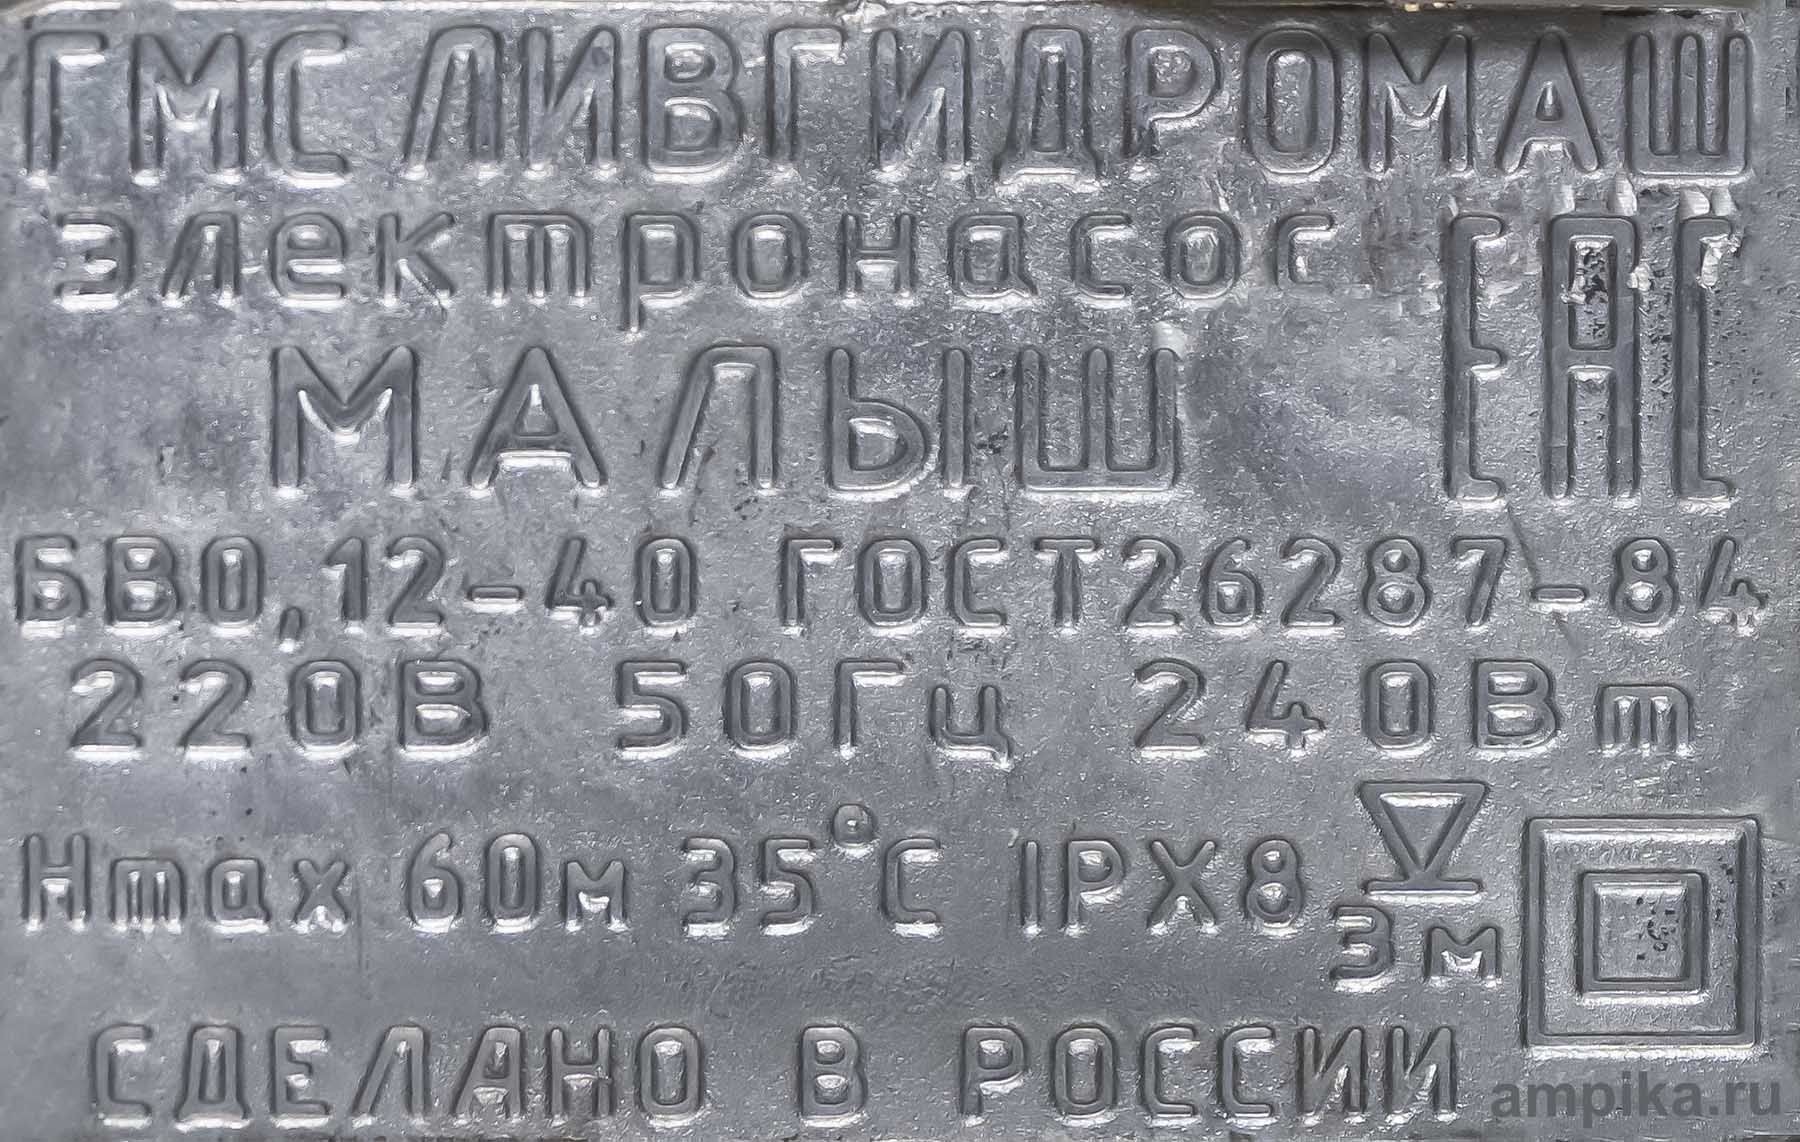 ГМС ЛИВГИДРОМАШ
электронасос ЕАС
МАЛЫШ
БВ0,12-40 ГОСТ26287-84
220В 50Гц 240Вт
Hmax 60м 35°С IPX8
3м
СДЕЛАНО В РОССИИ
ampika.ru